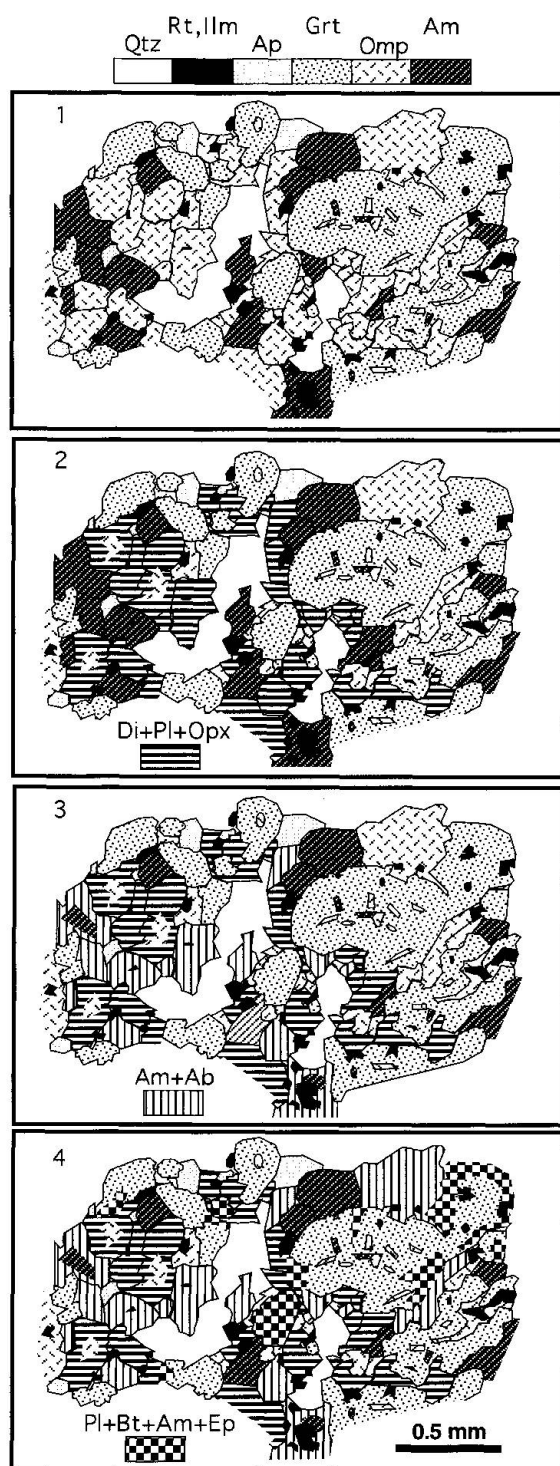 Rt,Ilm Grt Am
Qtz Ap Omp
1
2
Di+Pl+Opx
3
Am+Ab
4
Pl+Bt+Am+Ep
0.5 mm